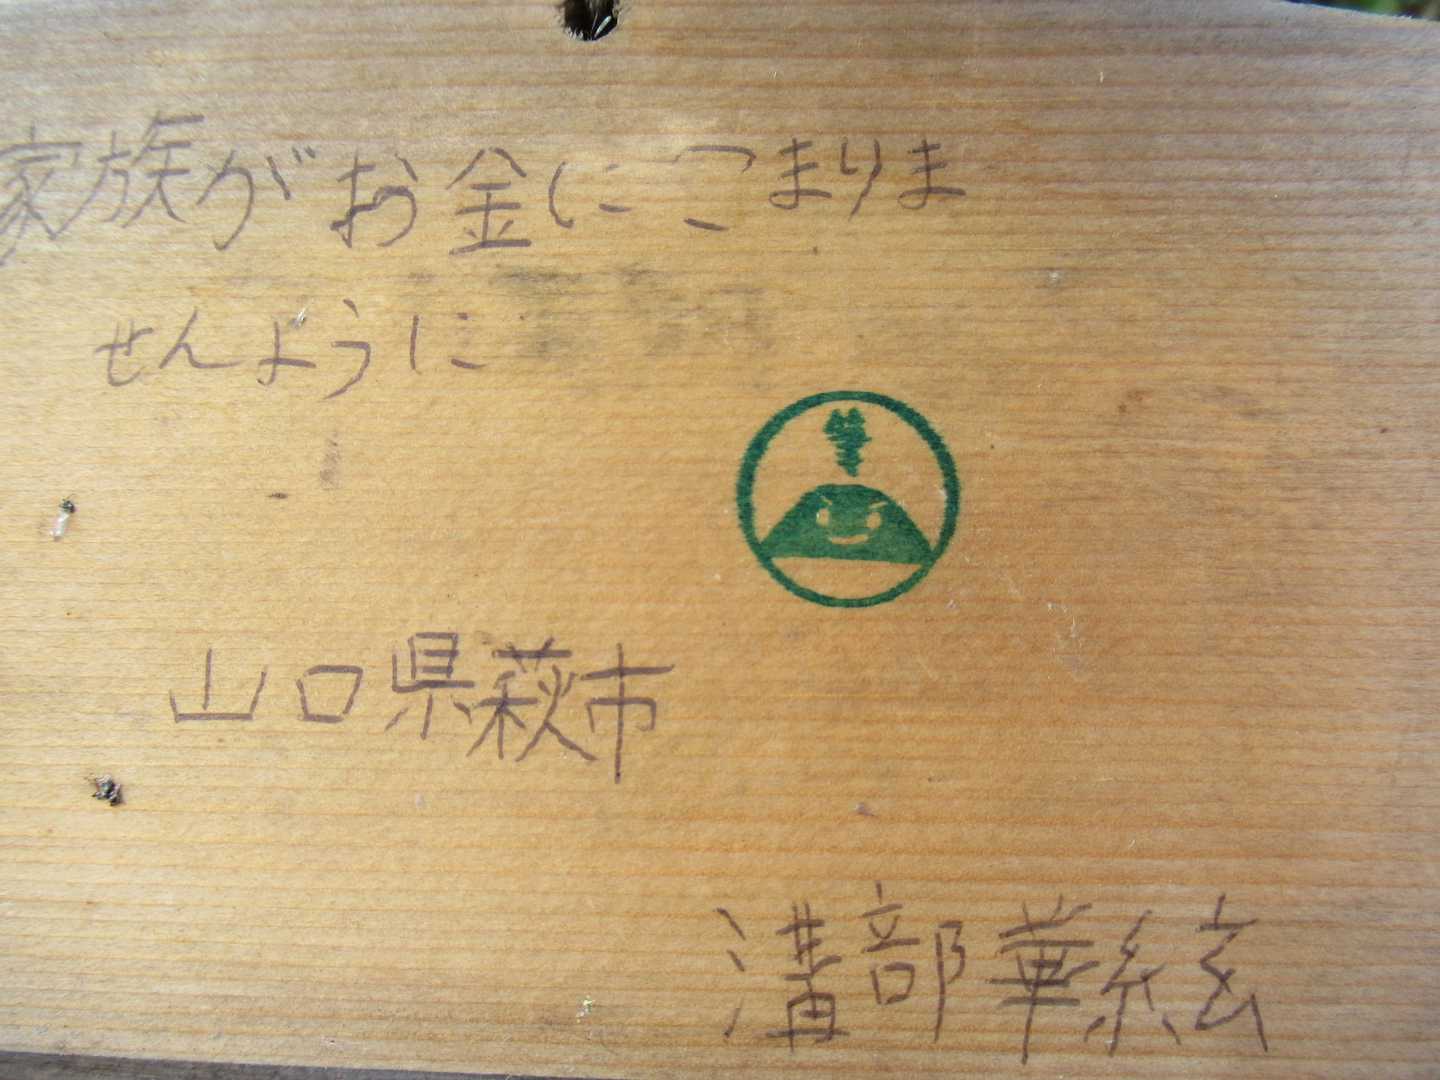 家族がお金にこまりま
せんように
山口県萩市
溝部華絃